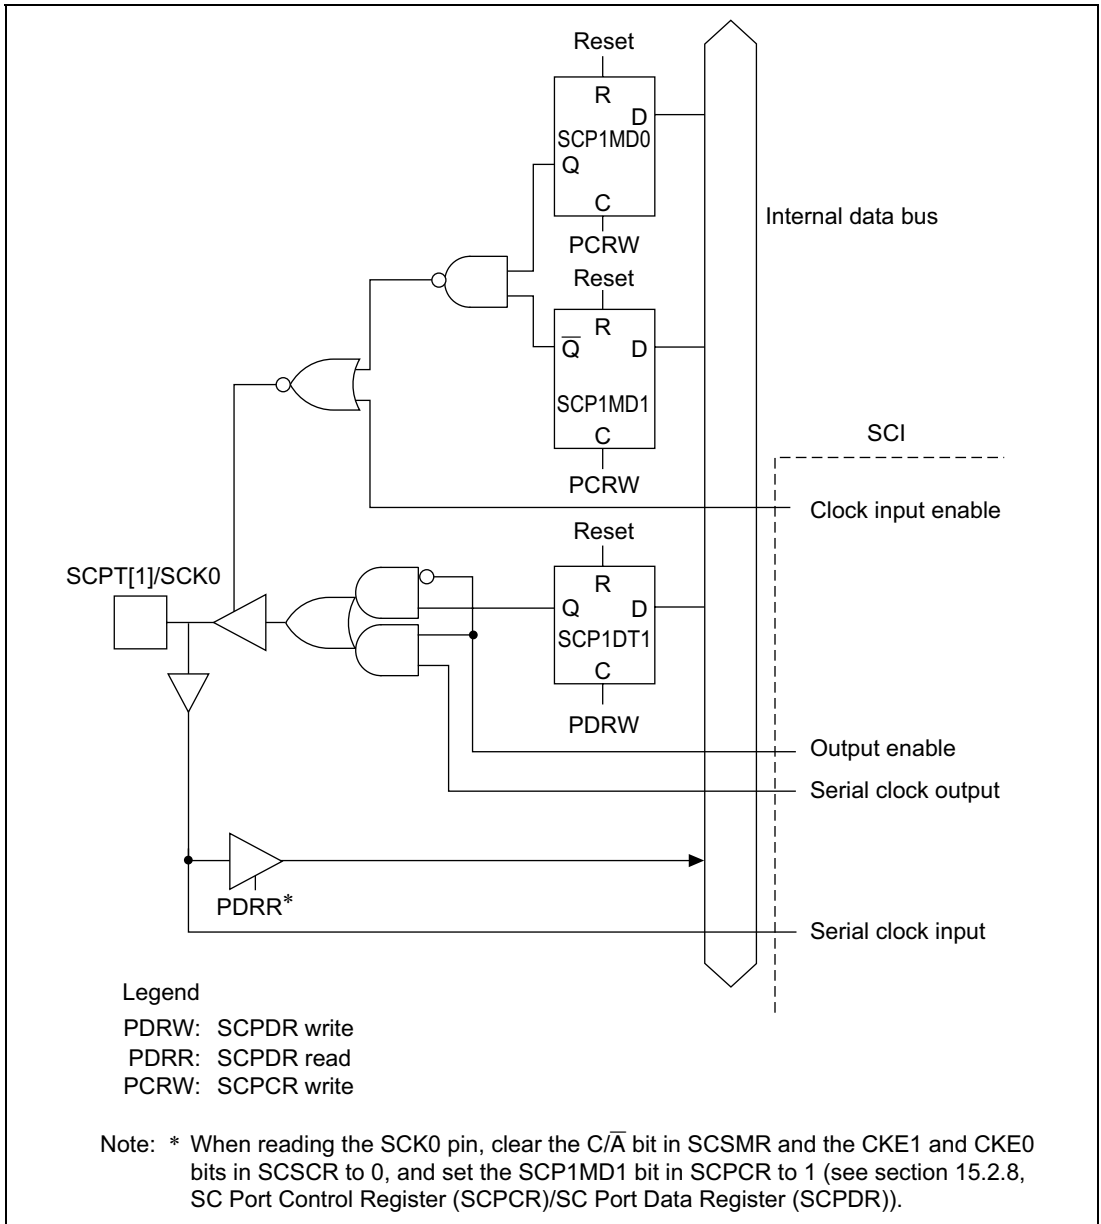 Reset
R
D
SCP1MD0
Q
C
PCRW
Internal data bus
Reset
R
Q̅ D
SCP1MD1
C
PCRW
SCI
Clock input enable
Reset
SCPT[1]/SCK0
R
Q D
SCP1DT1
C
PDRW
Output enable
Serial clock output
PDRR*
Serial clock input
Legend
PDRW: SCPDR write
PDRR: SCPDR read
PCRW: SCPCR write
Note: * When reading the SCK0 pin, clear the C/A̅ bit in SCSMR and the CKE1 and CKE0
bits in SCSCR to 0, and set the SCP1MD1 bit in SCPCR to 1 (see section 15.2.8,
SC Port Control Register (SCPCR)/SC Port Data Register (SCPDR)).